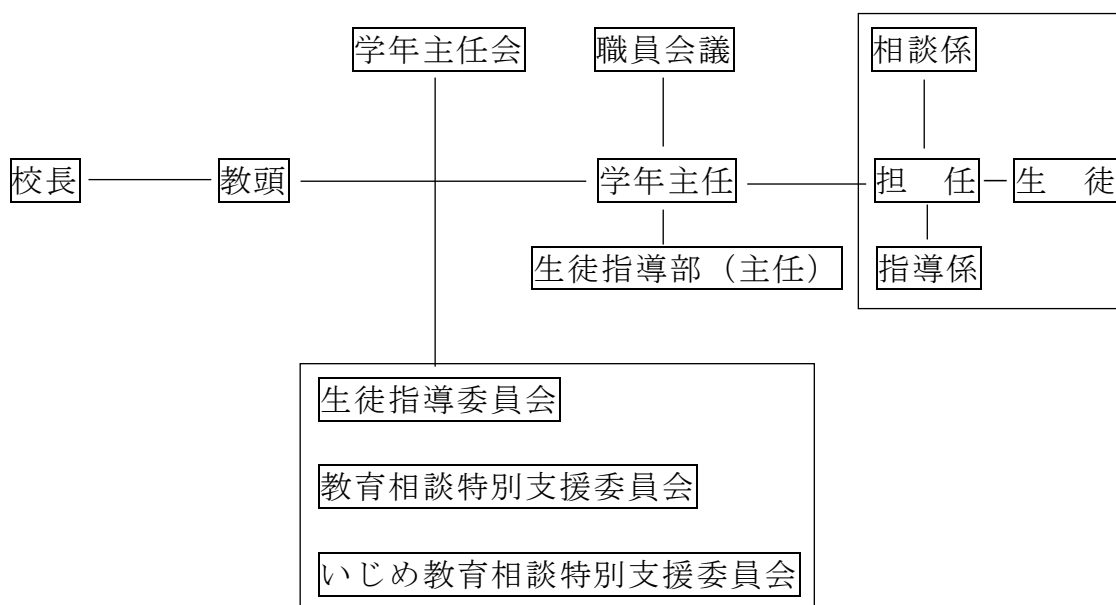 学年主任会
職員会議
相談係
校長
教頭
学年主任
担　任
生　徒
生徒指導部（主任）
指導係
生徒指導委員会
教育相談特別支援委員会
いじめ教育相談特別支援委員会